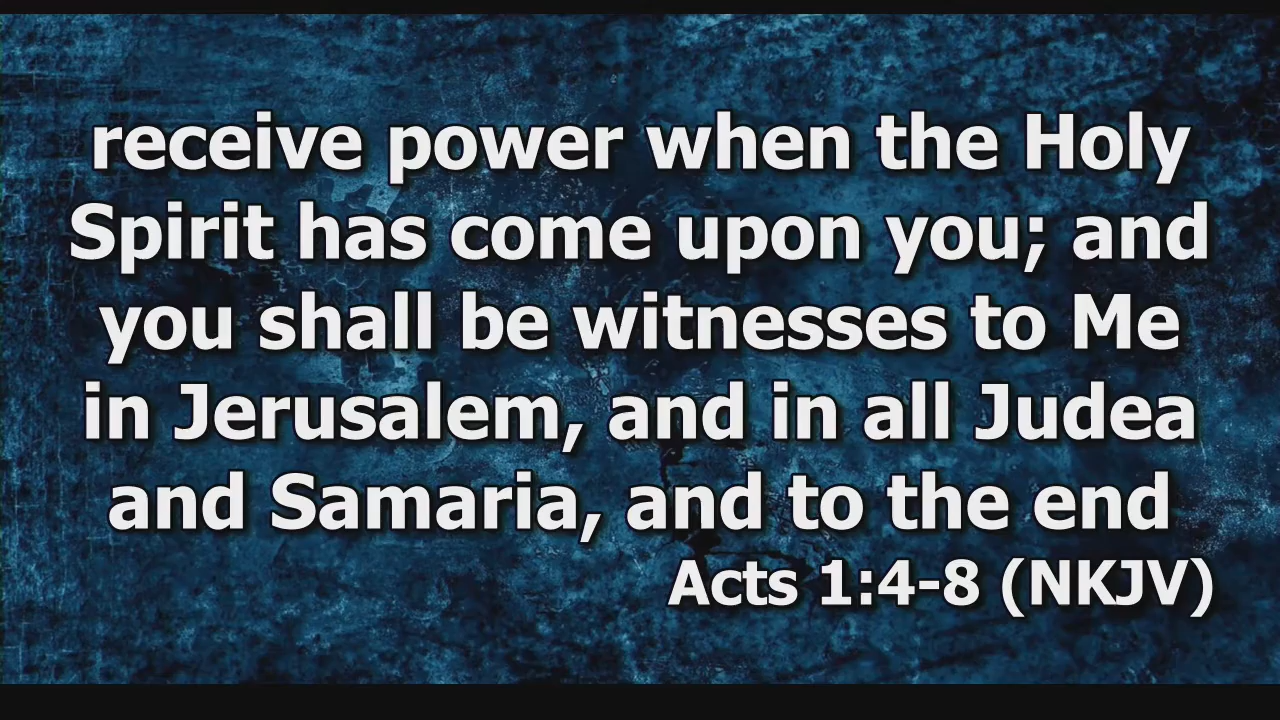 receive power when the Holy
Spirit has come upon you; and
you shall be witnesses to Me
in Jerusalem, and in all Judea
and Samaria, and to the end
Acts 1:4-8 (NKJV)